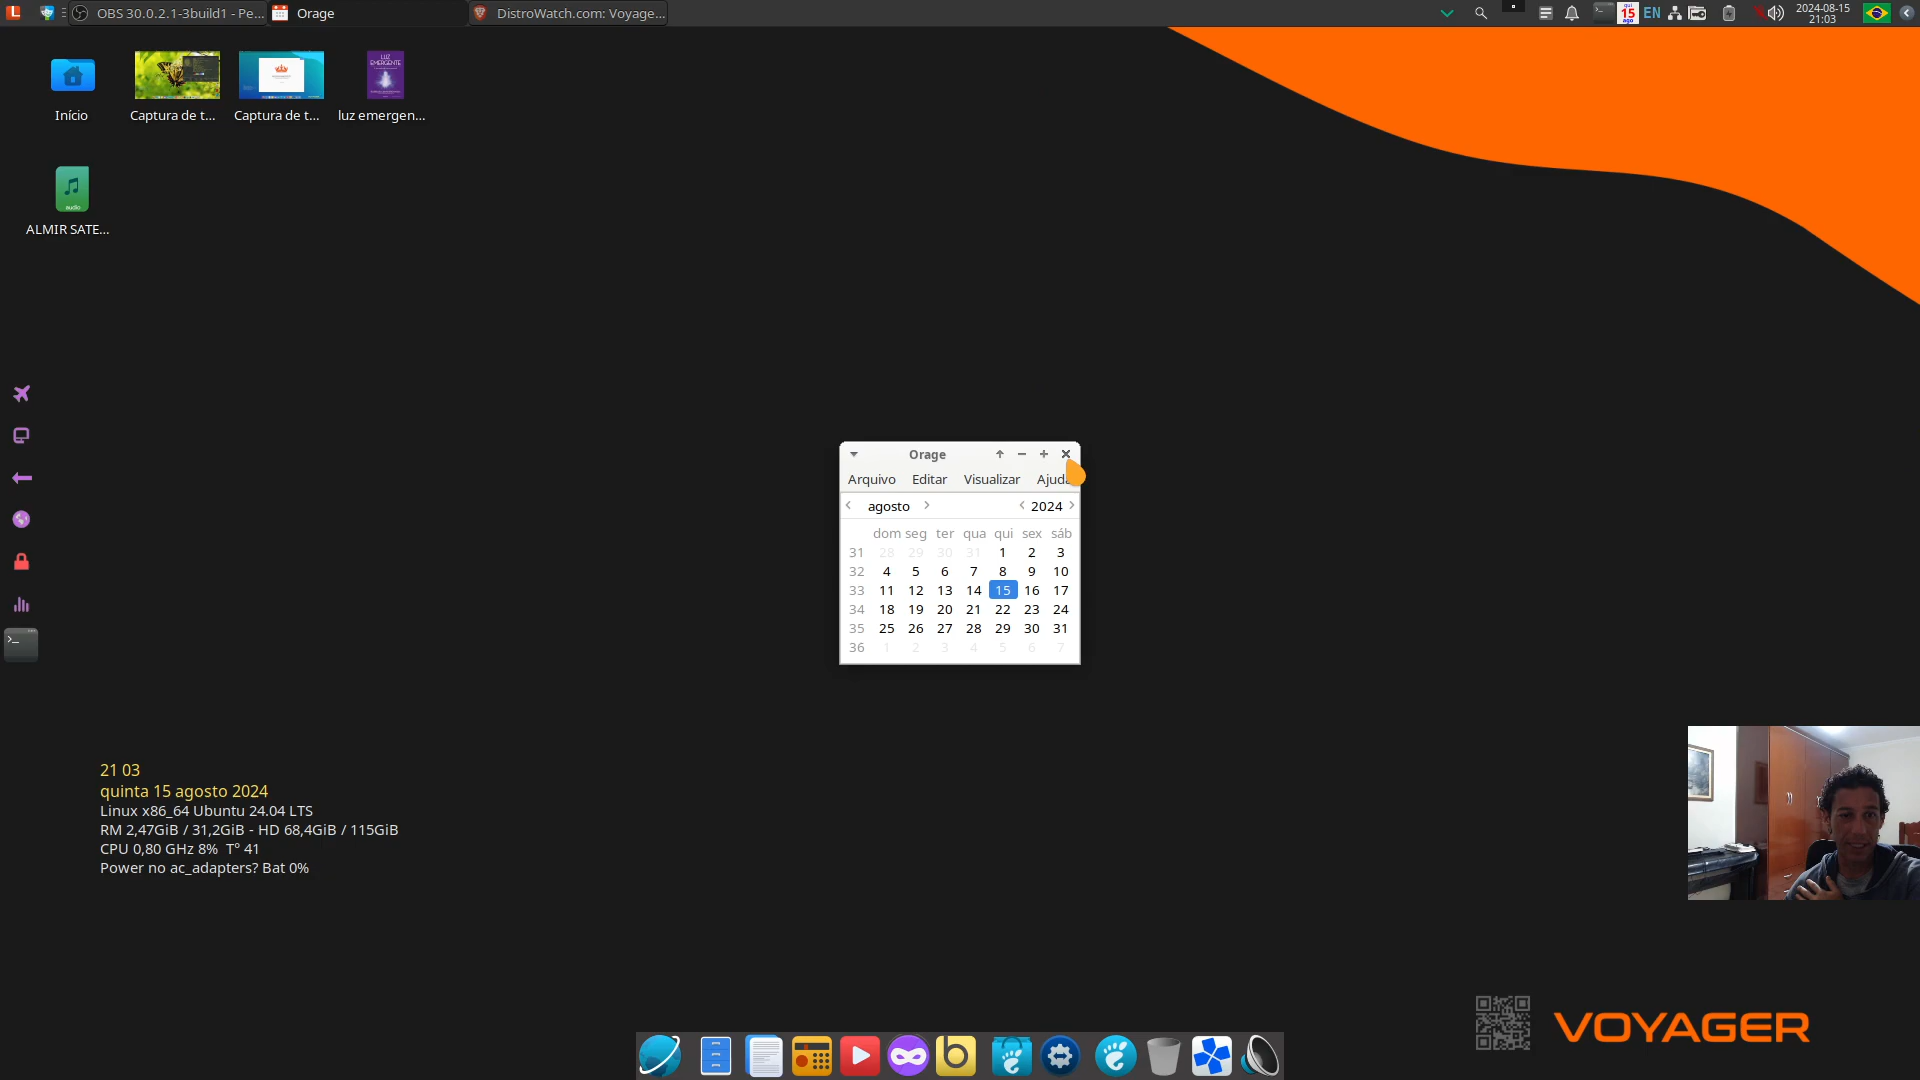 OBS 30.0.2.1-3build1 - Pe...
Orage
DistroWatch.com: Voyage...
qui
15
ago
EN
2024-08-15
21:03
Início
Captura de t...
Captura de t...
LUZ
EMERGENTE
luz emergen...
audio
ALMIR SATE...
Orage
Arquivo Editar Visualizar Ajuda
agosto 2024
dom seg ter qua qui sex sáb
31 28 29 30 31 1 2 3
32 4 5 6 7 8 9 10
33 11 12 13 14 15 16 17
34 18 19 20 21 22 23 24
35 25 26 27 28 29 30 31
36 1 2 3 4 5 6 7
21 03
quinta 15 agosto 2024
Linux x86_64 Ubuntu 24.04 LTS
RM 2,47GiB / 31,2GiB - HD 68,4GiB / 115GiB
CPU 0,80 GHz 8% T° 41
Power no ac_adapters? Bat 0%
VOYAGER